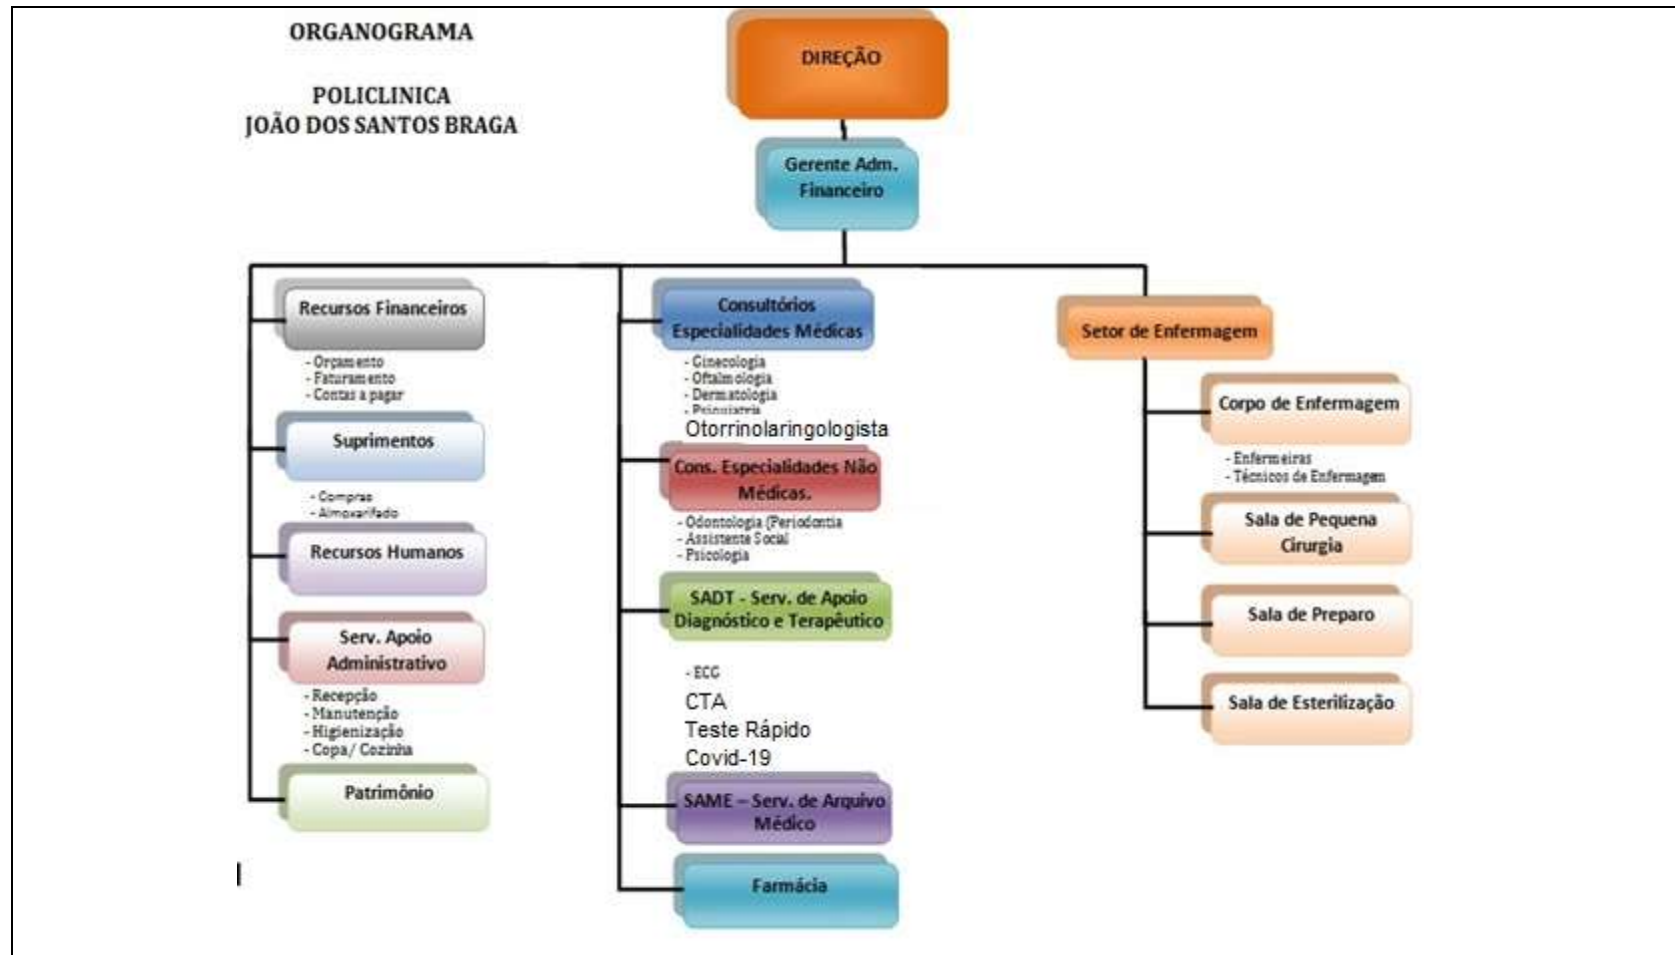 ORGANOGRAMA
POLICLINICA
JOÃO DOS SANTOS BRAGA
DIREÇÃO
Gerente Adm.
Financeiro
Recursos Financeiros
- Orçamento
- Faturamento
- Contas a pagar
Suprimentos
- Compras
- Almoxarifado
Recursos Humanos
Serv. Apoio
Administrativo
- Recepção
- Manutenção
- Higienização
- Copa/ Cozinha
Patrimônio
Consultórios
Especialidades Médicas
- Ginecologia
- Oftalmologia
- Dermatologia
- Psiquiatria
Otorrinolaringologista
Cons. Especialidades Não
Médicas.
- Odontologia (Periodontia
- Assistente Social
- Psicologia
SADT - Serv. de Apoio
Diagnóstico e Terapêutico
- ECG
CTA
Teste Rápido
Covid-19
SAME – Serv. de Arquivo
Médico
Farmácia
Setor de Enfermagem
Corpo de Enfermagem
- Enfermeiras
- Técnicos de Enfermagem
Sala de Pequena
Cirurgia
Sala de Preparo
Sala de Esterilização